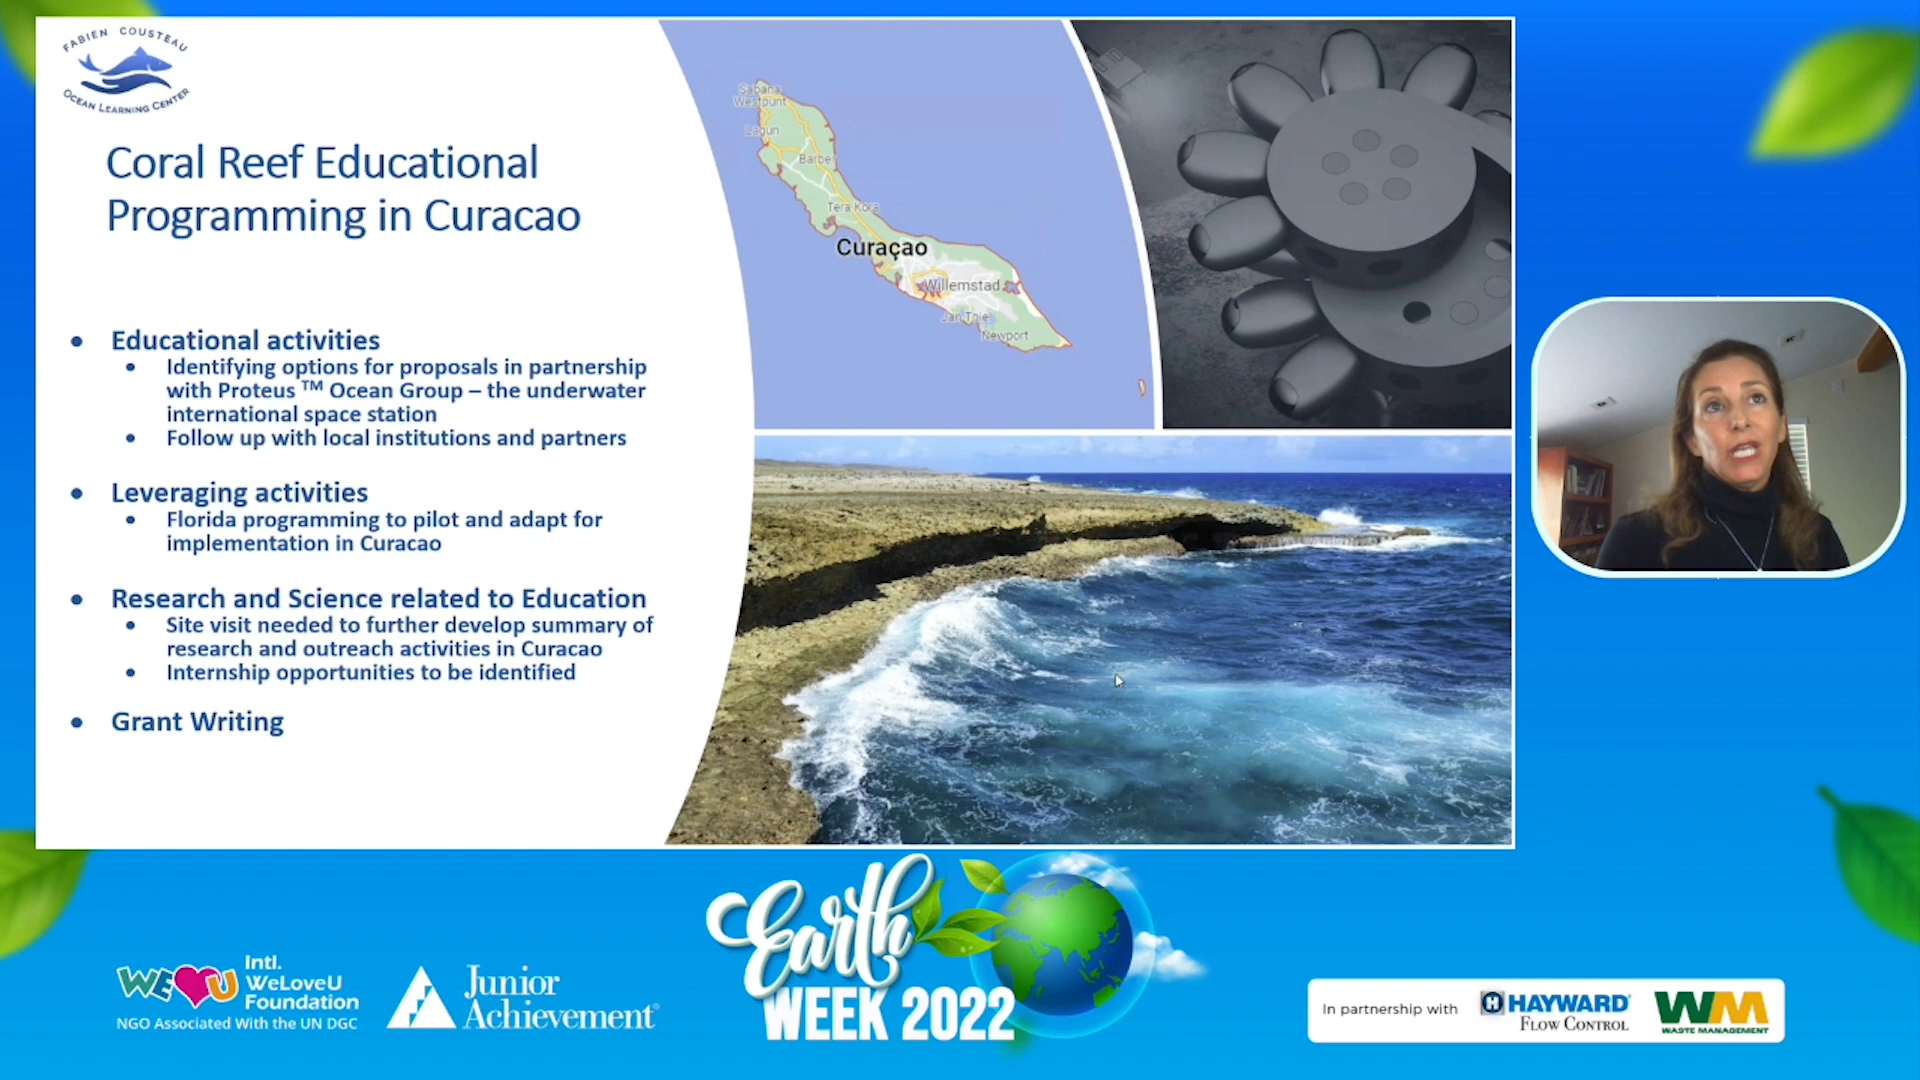 FABIEN COUSTEAU
OCEAN LEARNING CENTER
Coral Reef Educational
Programming in Curacao
• Educational activities
• Identifying options for proposals in partnership
with Proteus ™ Ocean Group – the underwater
international space station
• Follow up with local institutions and partners
• Leveraging activities
• Florida programming to pilot and adapt for
implementation in Curacao
• Research and Science related to Education
• Site visit needed to further develop summary of
research and outreach activities in Curacao
• Internship opportunities to be identified
• Grant Writing
Sabana
Westpunt
Lagun
Barber
Tera Kora
Curaçao
Willemstad
Jan Thiel
Newport
Earth
WEEK 2022
WE U
Intl.
WeLoveU
Foundation
NGO Associated With the UN DGC
Junior
Achievement®
In partnership with
H HAYWARD®
FLOW CONTROL
WM
WASTE MANAGEMENT